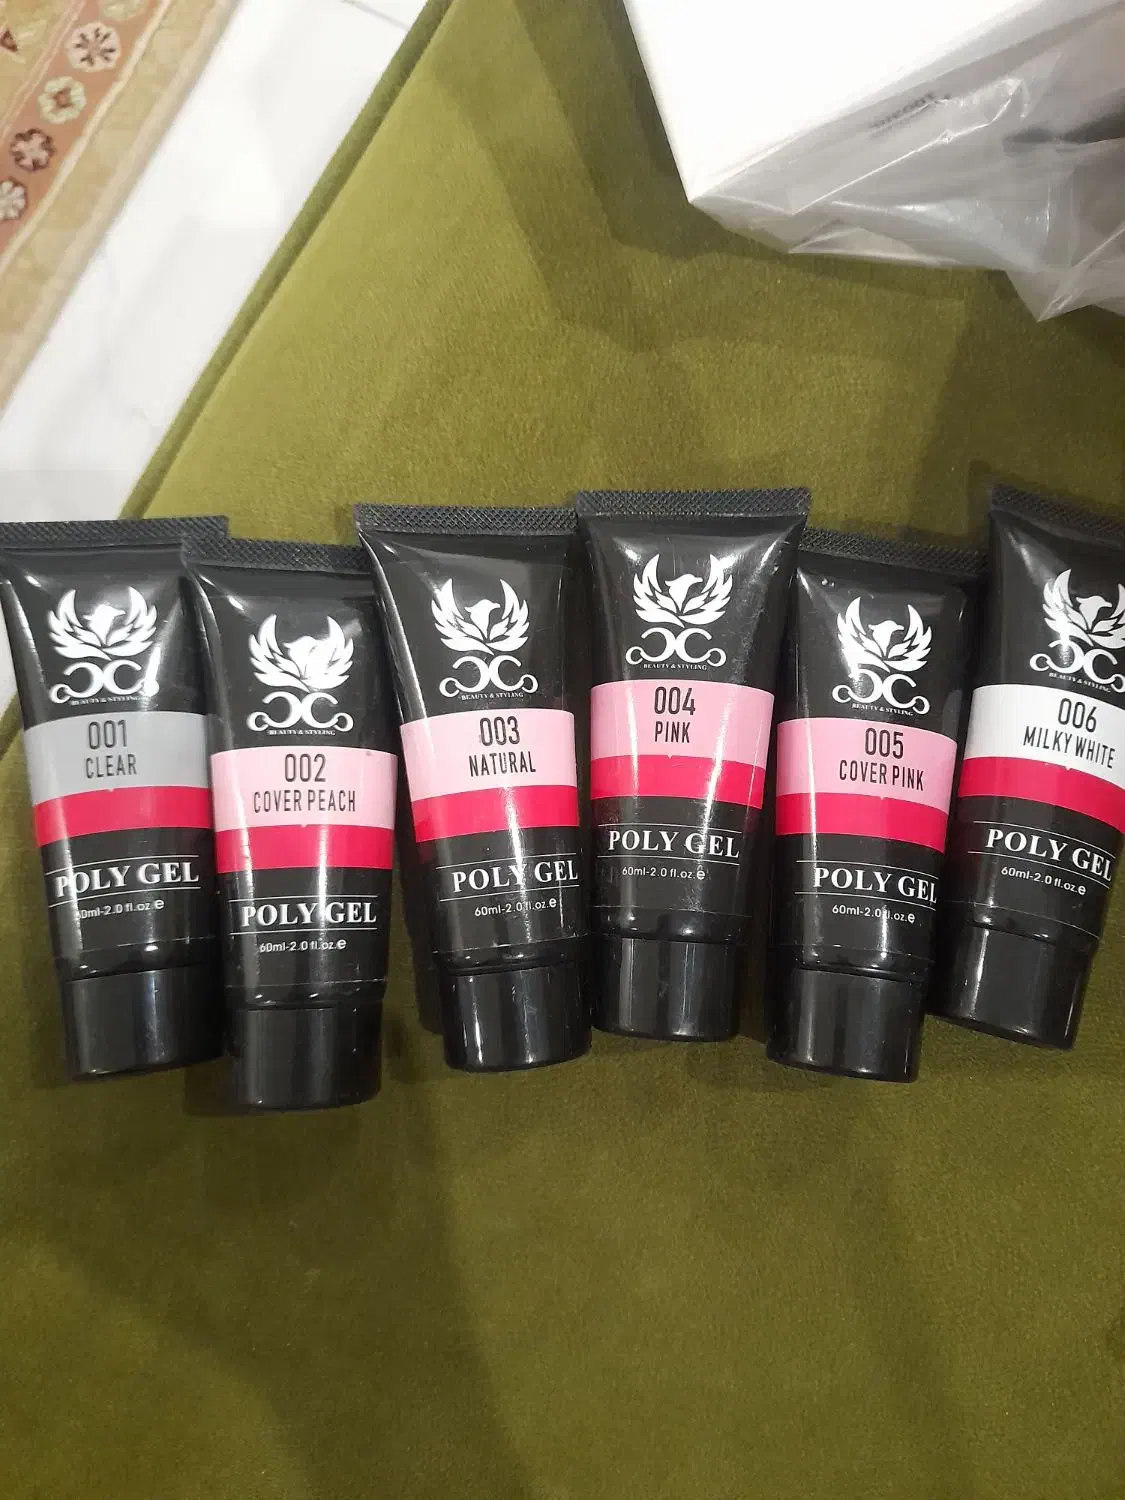 BEAUTY & STYLING
001
CLEAR
POLY GEL
60ml-2.0 fl.oz.e
BEAUTY & STYLING
002
COVER PEACH
POLY GEL
60ml-2.0 fl.oz.e
BEAUTY & STYLING
003
NATURAL
POLY GEL
60ml-2.0 fl.oz.e
BEAUTY & STYLING
004
PINK
POLY GEL
60ml-2.0 fl.oz.e
BEAUTY & STYLING
005
COVER PINK
POLY GEL
60ml-2.0 fl.oz.e
BEAUTY & STYLING
006
MILKY WHITE
POLY GEL
60ml-2.0 fl.oz.e